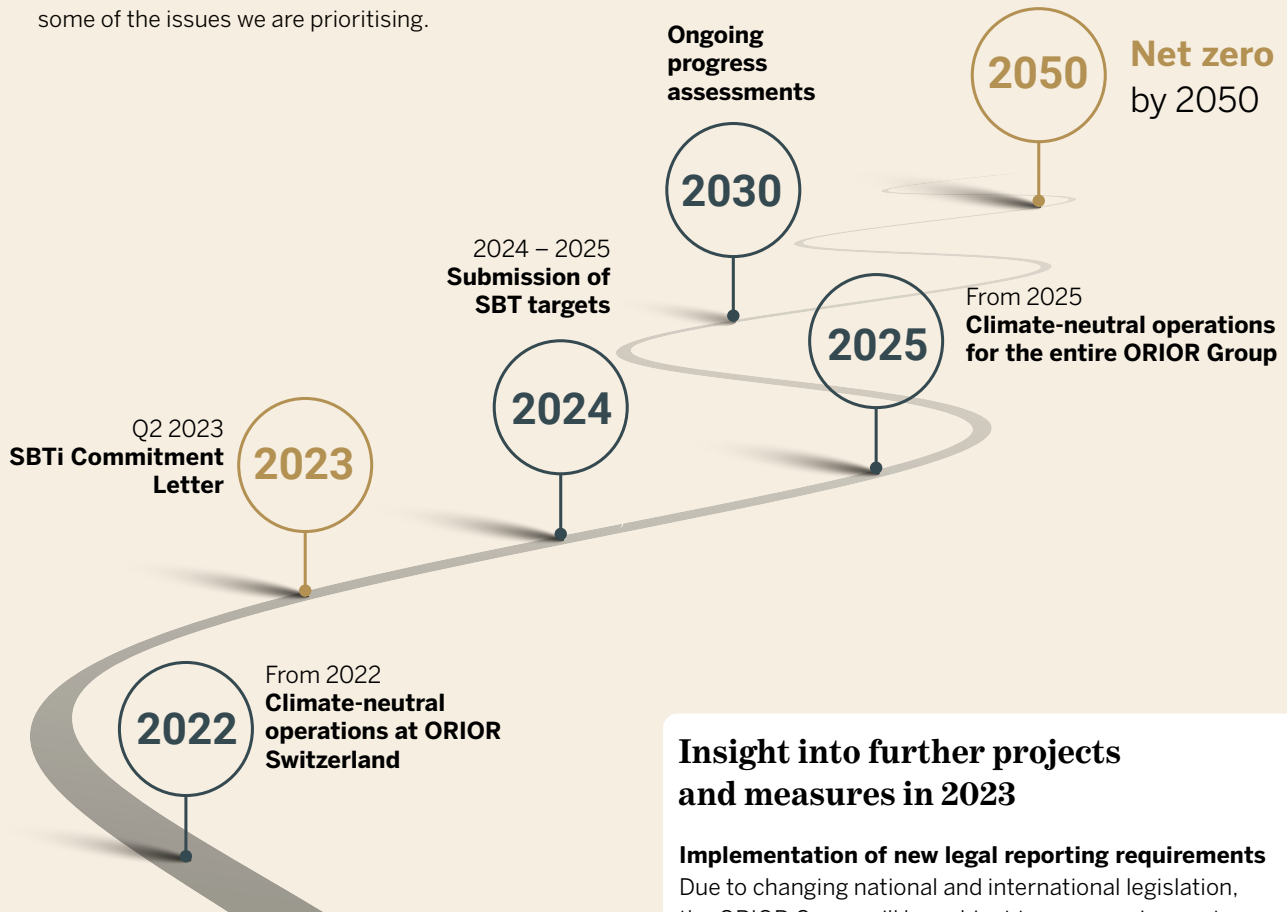 some of the issues we are prioritising.
Ongoing
progress
assessments
2050
Net zero
by 2050
2030
2024 – 2025
Submission of
SBT targets
2025
From 2025
Climate-neutral operations
for the entire ORIOR Group
2024
Q2 2023
SBTi Commitment
Letter
2023
2022
From 2022
Climate-neutral
operations at ORIOR
Switzerland
Insight into further projects
and measures in 2023
Implementation of new legal reporting requirements
Due to changing national and international legislation,